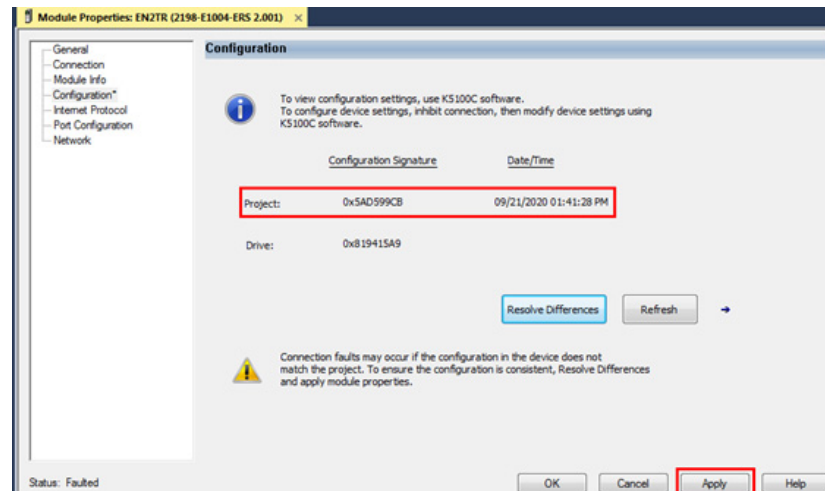 Module Properties: EN2TR (2198-E1004-ERS 2.001)
General
Connection
Module Info
Configuration*
Internet Protocol
Port Configuration
Network
Configuration
To view configuration settings, use K5100C software.
To configure device settings, inhibit connection, then modify device settings using
K5100C software.
Configuration Signature Date/Time
Project: 0x5AD599CB 09/21/2020 01:41:28 PM
Drive: 0x819415A9
Resolve Differences Refresh
Connection faults may occur if the configuration in the device does not
match the project. To ensure the configuration is consistent, Resolve Differences
and apply module properties.
Status: Faulted
OK Cancel Apply Help